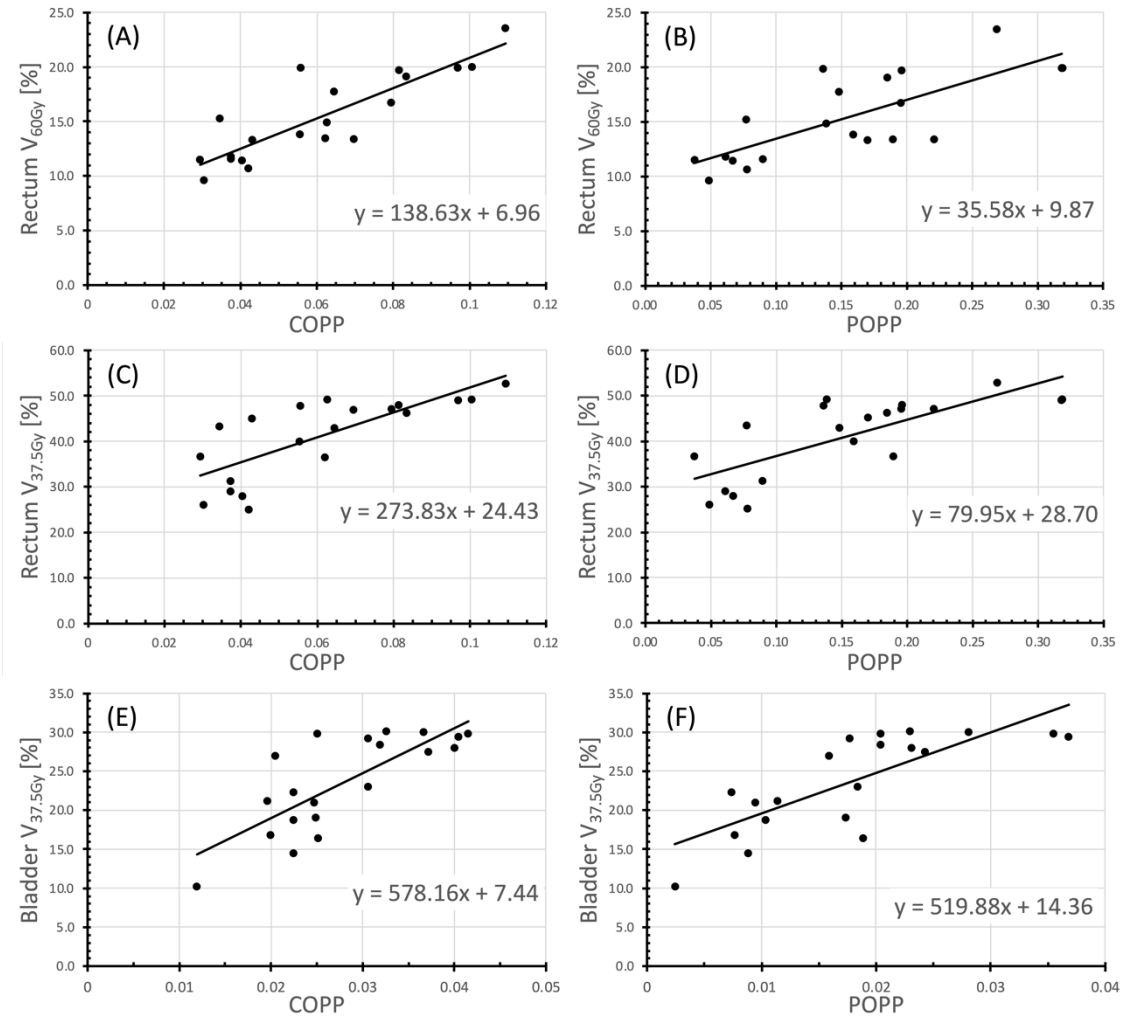 (A)
Rectum V60Gy [%]
25.0
20.0
15.0
10.0
5.0
0.0
y = 138.63x + 6.96
0 0.02 0.04 0.06 0.08 0.1 0.12
COPP
(B)
Rectum V60Gy [%]
25.0
20.0
15.0
10.0
5.0
0.0
y = 35.58x + 9.87
0.00 0.05 0.10 0.15 0.20 0.25 0.30 0.35
POPP
(C)
Rectum V37.5Gy [%]
60.0
50.0
40.0
30.0
20.0
10.0
0.0
y = 273.83x + 24.43
0 0.02 0.04 0.06 0.08 0.1 0.12
COPP
(D)
Rectum V37.5Gy [%]
60.0
50.0
40.0
30.0
20.0
10.0
0.0
y = 79.95x + 28.70
0.00 0.05 0.10 0.15 0.20 0.25 0.30 0.35
POPP
(E)
Bladder V37.5Gy [%]
35.0
30.0
25.0
20.0
15.0
10.0
5.0
0.0
y = 578.16x + 7.44
0 0.01 0.02 0.03 0.04 0.05
COPP
(F)
Bladder V37.5Gy [%]
35.0
30.0
25.0
20.0
15.0
10.0
5.0
0.0
y = 519.88x + 14.36
0 0.01 0.02 0.03 0.04
POPP